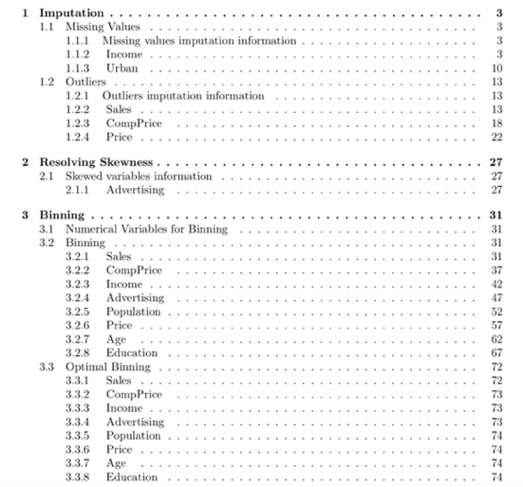 1 Imputation . . . . . . . . . . . . . . . . . . . . . . . . . . . . . . 3
1.1 Missing Values . . . . . . . . . . . . . . . . . . . . . . . . . . . . . . 3
1.1.1 Missing values imputation information . . . . . . . . . . . . . . . . . . 3
1.1.2 Income . . . . . . . . . . . . . . . . . . . . . . . . . . . . . . 3
1.1.3 Urban . . . . . . . . . . . . . . . . . . . . . . . . . . . . . . 10
1.2 Outliers . . . . . . . . . . . . . . . . . . . . . . . . . . . . . . 13
1.2.1 Outliers imputation information . . . . . . . . . . . . . . . . . . . . 13
1.2.2 Sales . . . . . . . . . . . . . . . . . . . . . . . . . . . . . . 13
1.2.3 CompPrice . . . . . . . . . . . . . . . . . . . . . . . . . . . . 18
1.2.4 Price . . . . . . . . . . . . . . . . . . . . . . . . . . . . . . 22
2 Resolving Skewness . . . . . . . . . . . . . . . . . . . . . . . . . . 27
2.1 Skewed variables information . . . . . . . . . . . . . . . . . . . . . . 27
2.1.1 Advertising . . . . . . . . . . . . . . . . . . . . . . . . . . . . 27
3 Binning . . . . . . . . . . . . . . . . . . . . . . . . . . . . . . 31
3.1 Numerical Variables for Binning . . . . . . . . . . . . . . . . . . . . 31
3.2 Binning . . . . . . . . . . . . . . . . . . . . . . . . . . . . . . 31
3.2.1 Sales . . . . . . . . . . . . . . . . . . . . . . . . . . . . . . 31
3.2.2 CompPrice . . . . . . . . . . . . . . . . . . . . . . . . . . . . 37
3.2.3 Income . . . . . . . . . . . . . . . . . . . . . . . . . . . . . . 42
3.2.4 Advertising . . . . . . . . . . . . . . . . . . . . . . . . . . . . 47
3.2.5 Population . . . . . . . . . . . . . . . . . . . . . . . . . . . . 52
3.2.6 Price . . . . . . . . . . . . . . . . . . . . . . . . . . . . . . 57
3.2.7 Age . . . . . . . . . . . . . . . . . . . . . . . . . . . . . . 62
3.2.8 Education . . . . . . . . . . . . . . . . . . . . . . . . . . . . 67
3.3 Optimal Binning . . . . . . . . . . . . . . . . . . . . . . . . . . . . 72
3.3.1 Sales . . . . . . . . . . . . . . . . . . . . . . . . . . . . . . 72
3.3.2 CompPrice . . . . . . . . . . . . . . . . . . . . . . . . . . . . 73
3.3.3 Income . . . . . . . . . . . . . . . . . . . . . . . . . . . . . . 73
3.3.4 Advertising . . . . . . . . . . . . . . . . . . . . . . . . . . . . 73
3.3.5 Population . . . . . . . . . . . . . . . . . . . . . . . . . . . . 74
3.3.6 Price . . . . . . . . . . . . . . . . . . . . . . . . . . . . . . 74
3.3.7 Age . . . . . . . . . . . . . . . . . . . . . . . . . . . . . . 74
3.3.8 Education . . . . . . . . . . . . . . . . . . . . . . . . . . . . 74